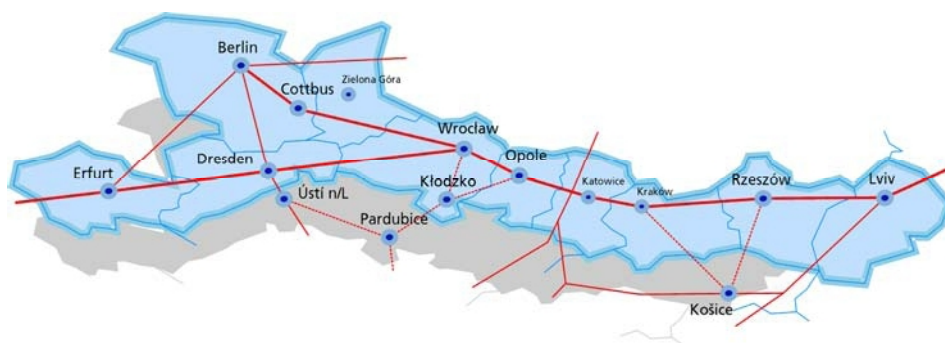 Berlin
Zielona Góra
Cottbus
Wrocław
Opole
Dresden
Erfurt
Ústí n/L
Kłodzko
Katowice
Kraków
Rzeszów
Lviv
Pardubice
Košice